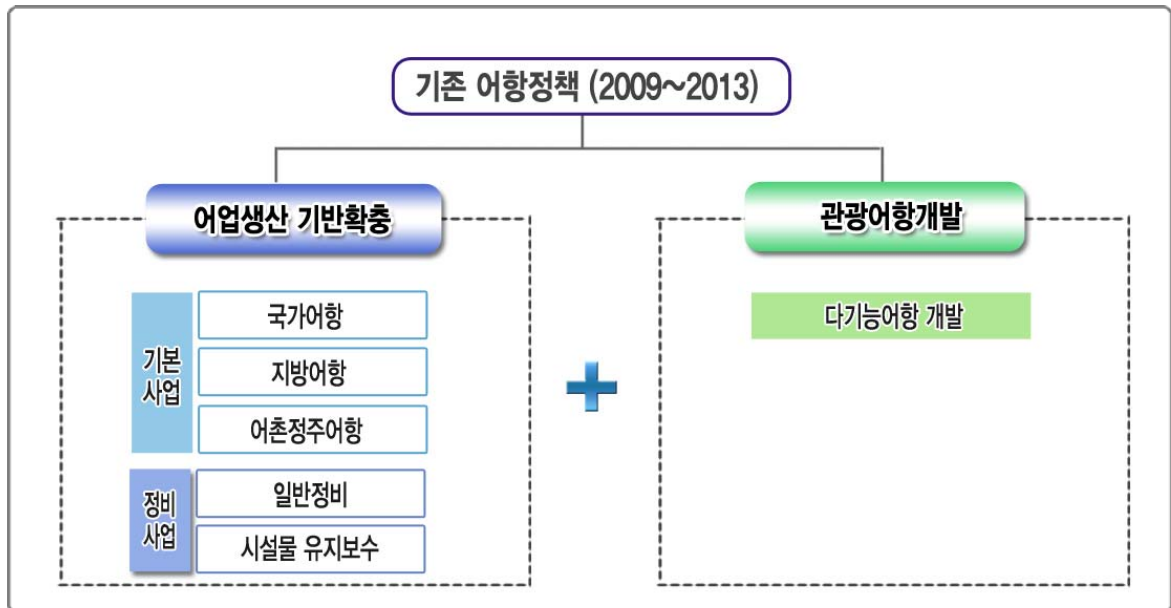 기존 어항정책 (2009~2013)
어업생산 기반확충
기본
사업
국가어항
지방어항
어촌정주어항
정비
사업
일반정비
시설물 유지보수
관광어항개발
다기능어항 개발